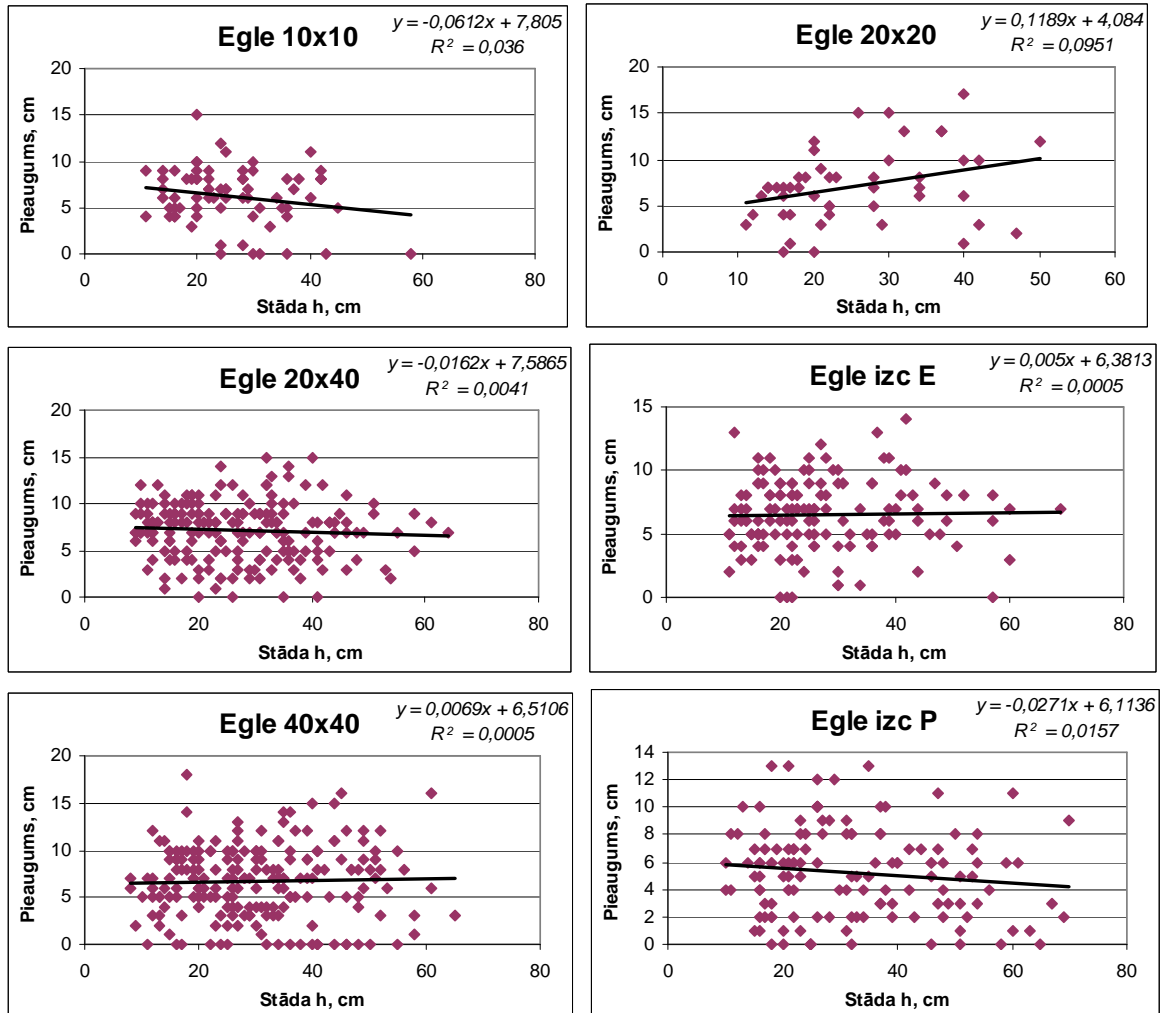 Egle 10x10
y = -0,0612x + 7,805
R² = 0,036
Pieaugums, cm
20
15
10
5
0
0 20 40 60 80
Stāda h, cm
Egle 20x20
y = 0,1189x + 4,084
R² = 0,0951
Pieaugums, cm
20
15
10
5
0
0 10 20 30 40 50 60
Stāda h, cm
Egle 20x40
y = -0,0162x + 7,5865
R² = 0,0041
Pieaugums, cm
20
15
10
5
0
0 20 40 60 80
Stāda h, cm
Egle izc E
y = 0,005x + 6,3813
R² = 0,0005
Pieaugums, cm
15
10
5
0
0 20 40 60 80
Stāda h, cm
Egle 40x40
y = 0,0069x + 6,5106
R² = 0,0005
Pieaugums, cm
20
15
10
5
0
0 20 40 60 80
Stāda h, cm
Egle izc P
y = -0,0271x + 6,1136
R² = 0,0157
Pieaugums, cm
14
12
10
8
6
4
2
0
0 20 40 60 80
Stāda h, cm